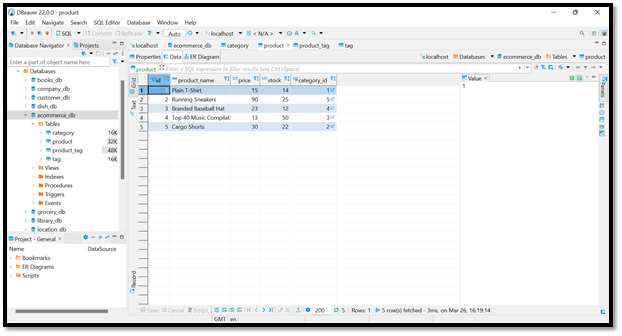 DBeaver 22.0.0 - product
File Edit Navigate Search SQL Editor Database Window Help
SQL Commit Rollback Auto localhost < N/A >
Database Navigator Projects
localhost ecommerce_db category product product_tag tag
Enter a part of object name here
Properties Data ER Diagram
localhost Databases ecommerce_db Tables product
product Enter a SQL expression to filter results (use Ctrl+Space)
Databases
books_db
company_db
customer_db
dish_db
ecommerce_db
Tables
category 16K
product 32K
product_tag 48K
tag 16K
Views
Indexes
Procedures
Triggers
Events
grocery_db
library_db
location_db
Project - General
Name DataSource
Bookmarks
ER Diagrams
Scripts
Grid
Text
Record
id product_name price stock category_id
1 1 Plain T-Shirt 15 14 1
2 2 Running Sneakers 90 25 5
3 3 Branded Baseball Hat 23 12 4
4 4 Top 40 Music Compilati 13 50 3
5 5 Cargo Shorts 30 22 2
Value
1
Panels
Save Cancel Script 200 5 Rows: 1 5 row(s) fetched - 3ms, on Mar 26, 16:19:14
GMT en